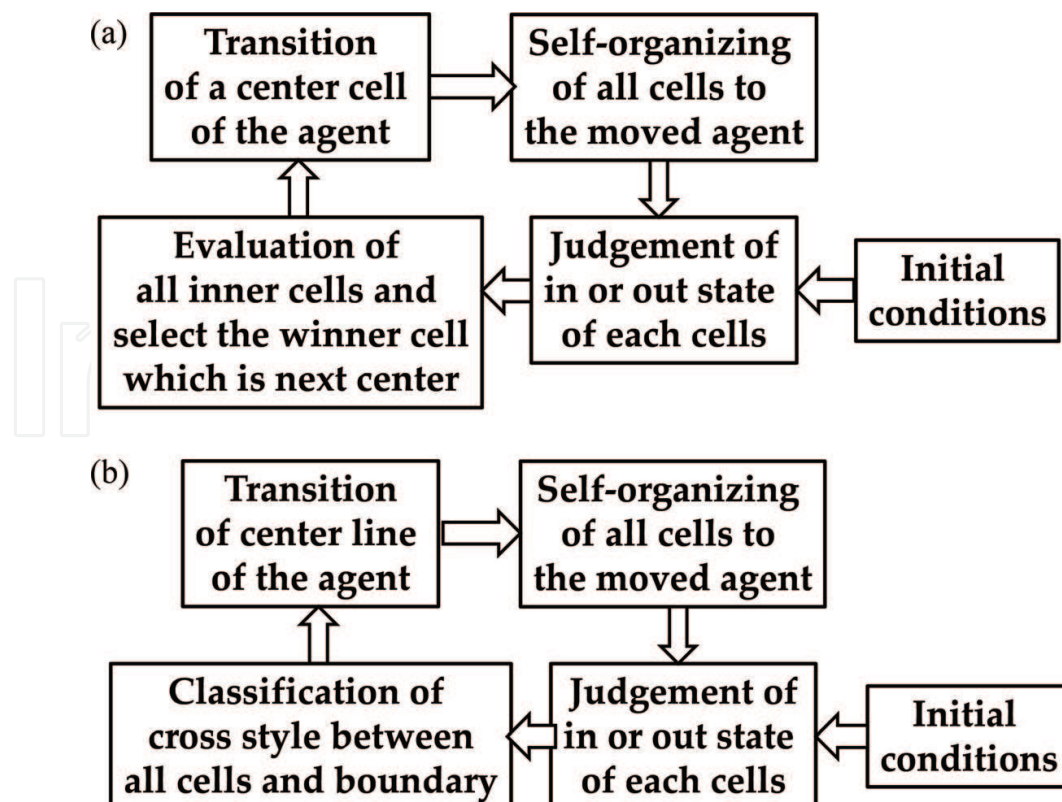 (a)
Transition
of a center cell
of the agent
Self-organizing
of all cells to
the moved agent
Evaluation of
all inner cells and
select the winner cell
which is next center
Judgement of
in or out state
of each cells
Initial
conditions
(b)
Transition
of center line
of the agent
Self-organizing
of all cells to
the moved agent
Classification of
cross style between
all cells and boundary
Judgement of
in or out state
of each cells
Initial
conditions